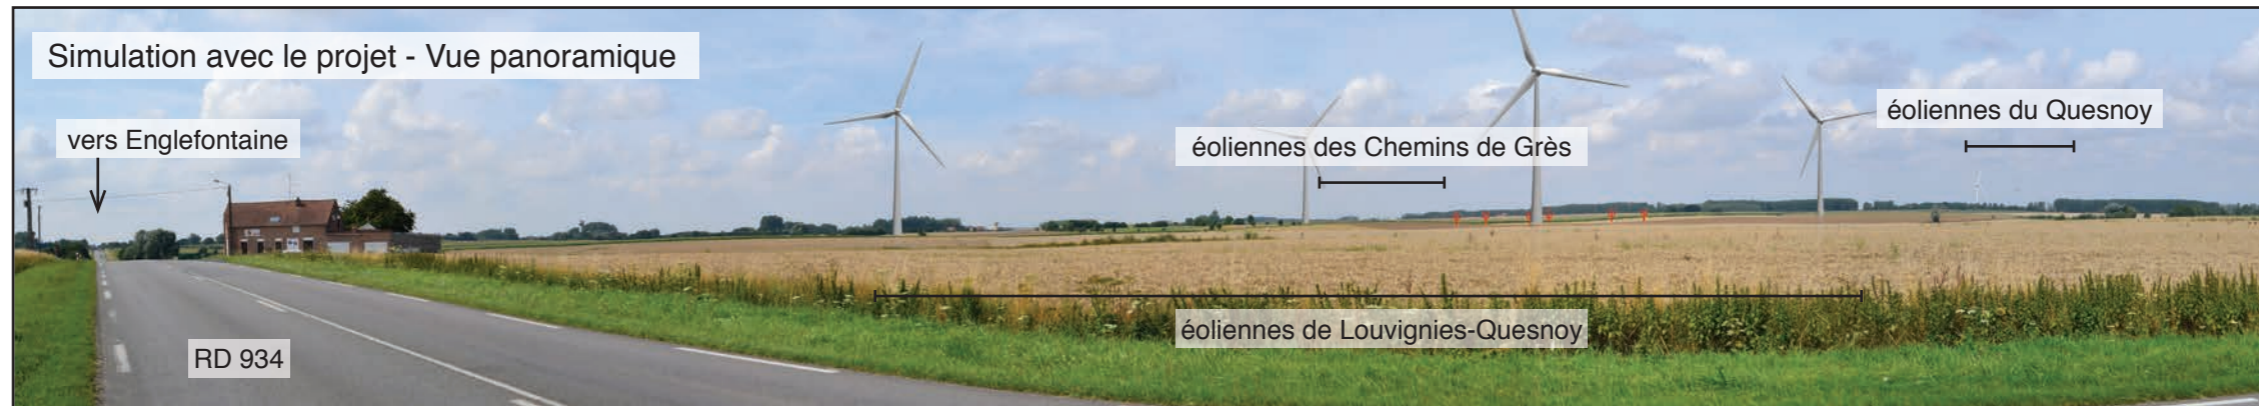 Simulation avec le projet - Vue panoramique
vers Englefontaine
éoliennes du Quesnoy
éoliennes des Chemins de Grès
éoliennes de Louvignies-Quesnoy
RD 934